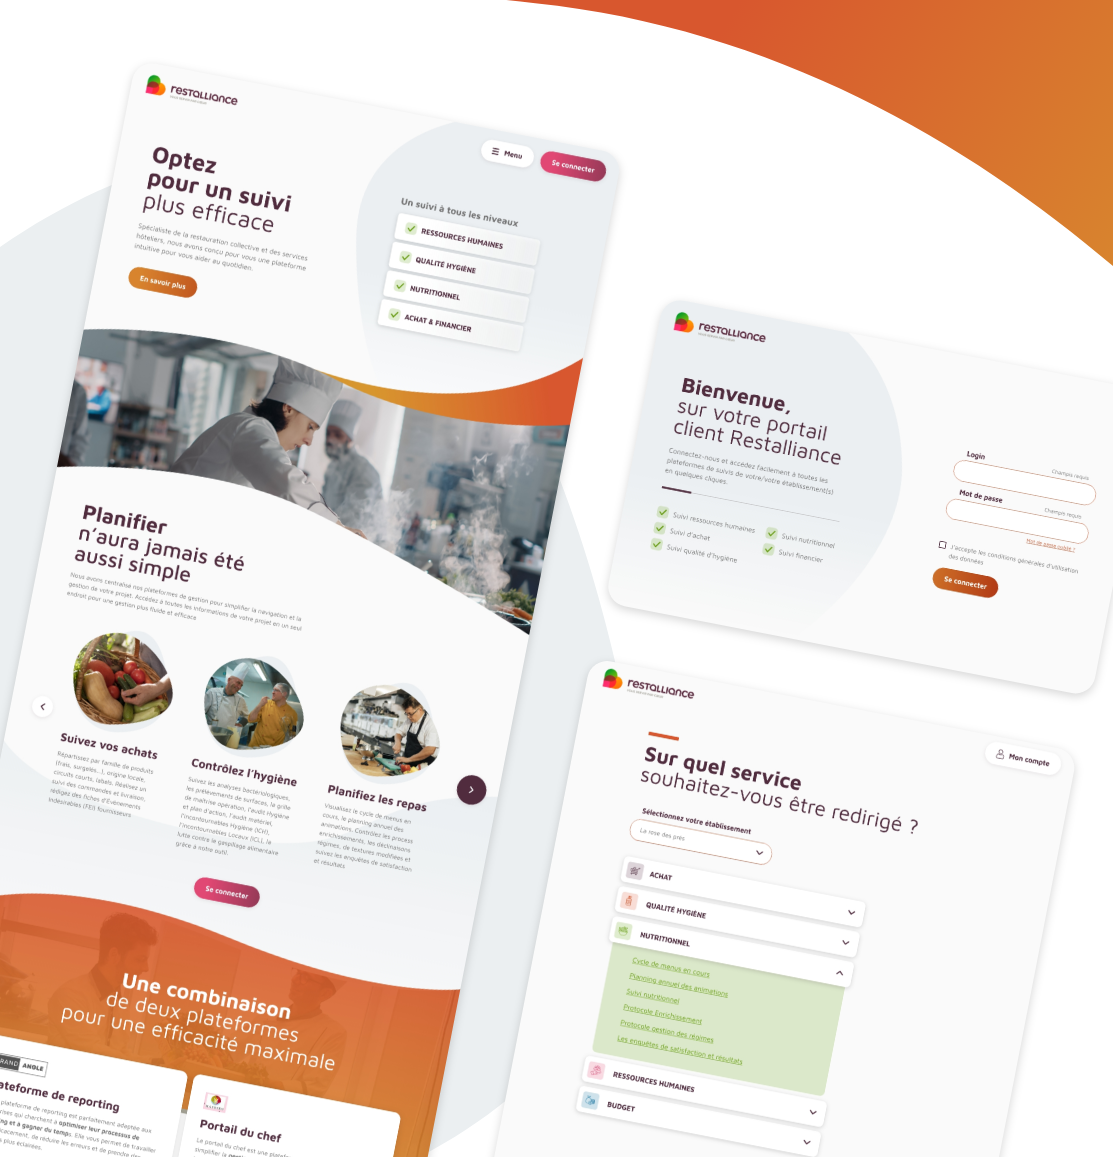 restalliance
Menu
Se connecter
Optez
pour un suivi
plus efficace
Spécialiste de la restauration collective et des services
hôteliers, nous avons concu pour vous une plateforme
intuitive pour vous aider au quotidien.
En savoir plus
Un suivi à tous les niveaux
RESSOURCES HUMAINES
QUALITÉ HYGIÈNE
NUTRITIONNEL
ACHAT & FINANCIER
Planifier
n'aura jamais été
aussi simple
Nous avons centralisé nos plateformes de gestion pour simplifier la navigation et la
gestion de votre projet. Accédez à toutes les informations de votre projet en un seul
endroit pour une gestion plus fluide et efficace
Suivez vos achats
Répartissez par famille de produits
(frais, surgelés...), origine locale,
circuits courts, labels. Réalisez un
suivi des commandes et livraison,
rédigez des fiches d'Evènements
Indésirables (FEI) fournisseurs
Contrôlez l'hygiène
Suivez les analyses bactériologiques,
les prélèvements de surfaces, la grille
de maîtrise opération, l'audit Hygiène
et plan d'action, l'audit matériel,
l'Incontournables Hygiène (ICH),
l'Incontournables Locaux (ICL), la
lutte contre le gaspillage alimentaire
grâce à notre outil.
Planifiez les repas
Visualisez le cycle de menus en
cours, le planning annuel des
animations. Contrôlez les process
enrichissements, les déclinaisons
régimes, de textures modifiées et
suivez les enquêtes de satisfaction
et résultats
Se connecter
Une combinaison
de deux plateformes
pour une efficacité maximale
RAND ANGLE
ateforme de reporting
plateforme de reporting est parfaitement adaptée aux
rises qui cherchent à optimiser leur processus de
ng et à gagner du temps. Elle vous permet de travailler
cacement, de réduire les erreurs et de prendre des
s plus éclairées.
Portail du chef
Le portail du chef est une platef
simplifier la
restalliance
Bienvenue,
sur votre portail
client Restalliance
Connectez-nous et accédez facilement à toutes les
plateformes de suivis de votre/votre établissement(s)
en quelques cliques.
Suivi ressources humaines
Suivi d'achat
Suivi qualité d'hygiène
Suivi nutritionnel
Suivi financier
Login
Champs requis
Mot de passe
Champs requis
Mot de passe oublié ?
J'accepte les conditions générales d'utilisation
des données
Se connecter
restalliance
Mon compte
Sur quel service
souhaitez-vous être redirigé ?
Sélectionnez votre établissement
La rose des prés
ACHAT
QUALITÉ HYGIÈNE
NUTRITIONNEL
Cycle de menus en cours
Planning annuel des animations
Suivi nutritionnel
Protocole Enrichissement
Protocole gestion des régimes
Les enquêtes de satisfaction et résultats
RESSOURCES HUMAINES
BUDGET